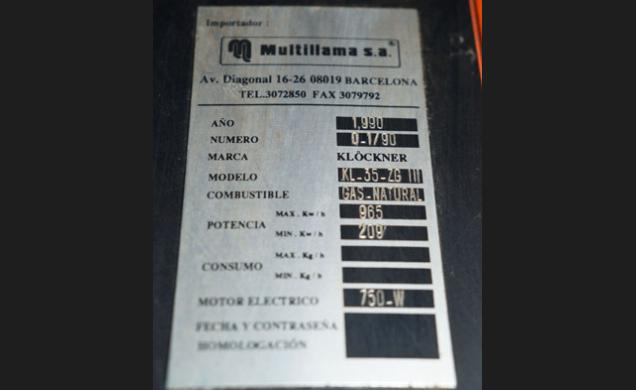 Importador :
Multillama s.a.
Av. Diagonal 16-26 08019 BARCELONA
TEL.3072850 FAX 3079792
AÑO 1,990
NUMERO 0-1/90
MARCA KLÖCKNER
MODELO KL-35-ZG III
COMBUSTIBLE GAS-NATURAL
POTENCIA
MAX. Kw/h 965
MIN. Kw/h 209
CONSUMO
MAX. Kg/h
MIN. Kg/h
MOTOR ELECTRICO 750-W
FECHA Y CONTRASEÑA
HOMOLOGACIÓN